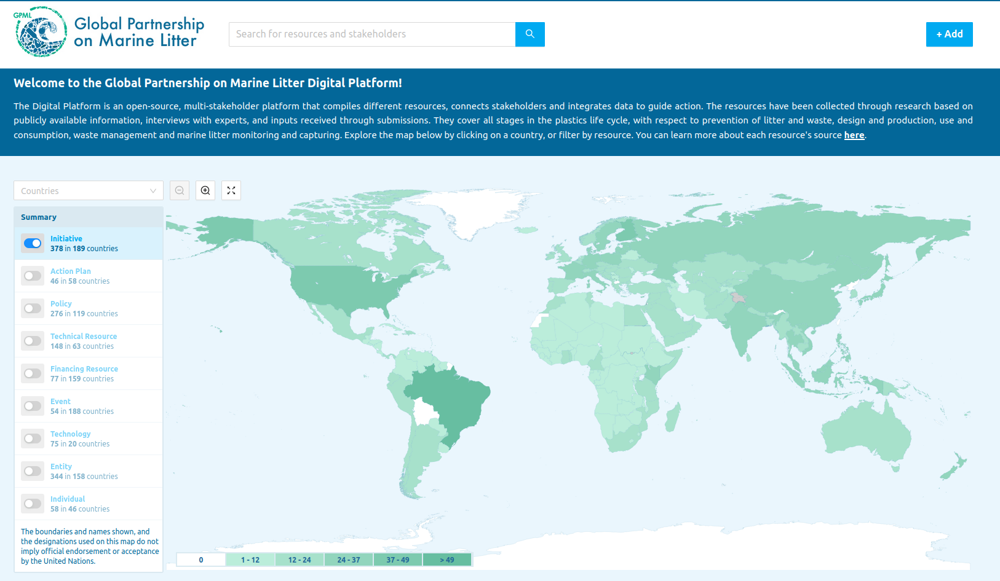 GPML
Global Partnership
on Marine Litter
Search for resources and stakeholders
+ Add
Welcome to the Global Partnership on Marine Litter Digital Platform!
The Digital Platform is an open-source, multi-stakeholder platform that compiles different resources, connects stakeholders and integrates data to guide action. The resources have been collected through research based on
publicly available information, interviews with experts, and inputs received through submissions. They cover all stages in the plastics life cycle, with respect to prevention of litter and waste, design and production, use and
consumption, waste management and marine litter monitoring and capturing. Explore the map below by clicking on a country, or filter by resource. You can learn more about each resource's source here.
Countries
Summary
Initiative
378 in 189 countries
Action Plan
46 in 58 countries
Policy
276 in 119 countries
Technical Resource
148 in 63 countries
Financing Resource
77 in 159 countries
Event
54 in 188 countries
Technology
75 in 20 countries
Entity
344 in 158 countries
Individual
58 in 46 countries
The boundaries and names shown, and
the designations used on this map do not
imply official endorsement or acceptance
by the United Nations.
0 1 - 12 12 - 24 24 - 37 37 - 49 > 49